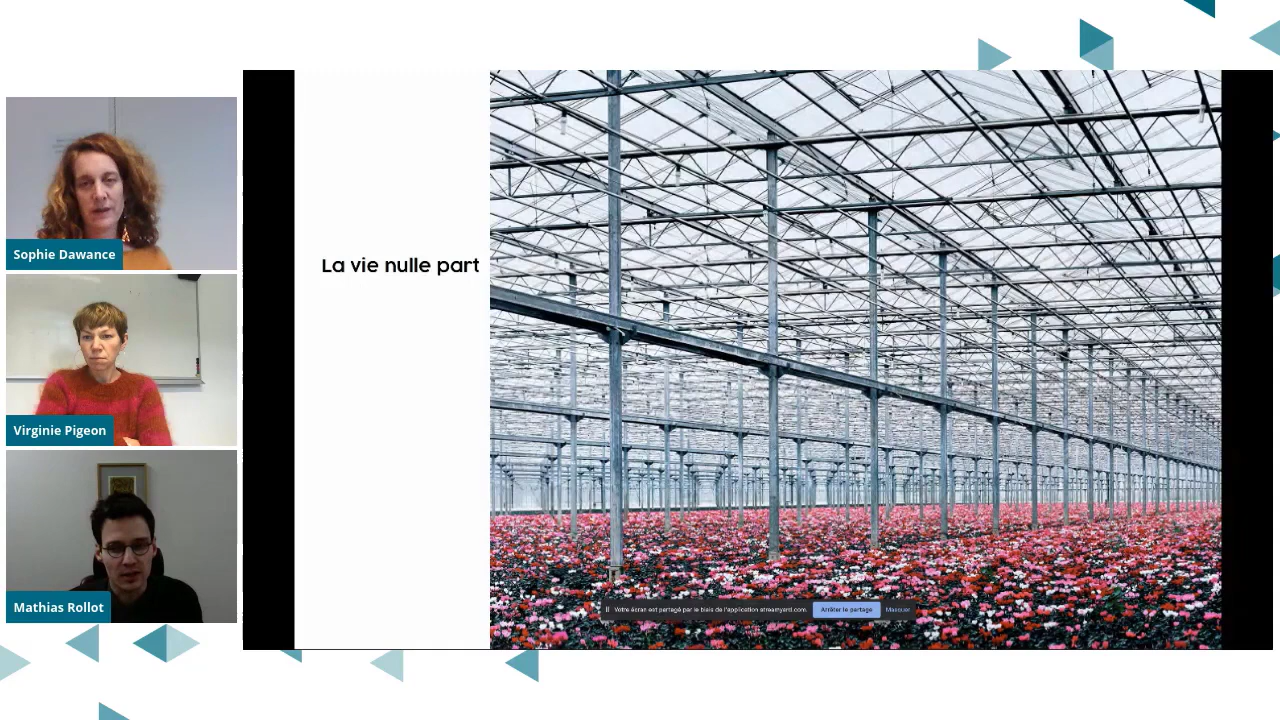 Sophie Dawance
Virginie Pigeon
Mathias Rollot
La vie nulle part
Votre écran est partagé par le biais de l'application streamyard.com.
Arrêter le partage
Masquer